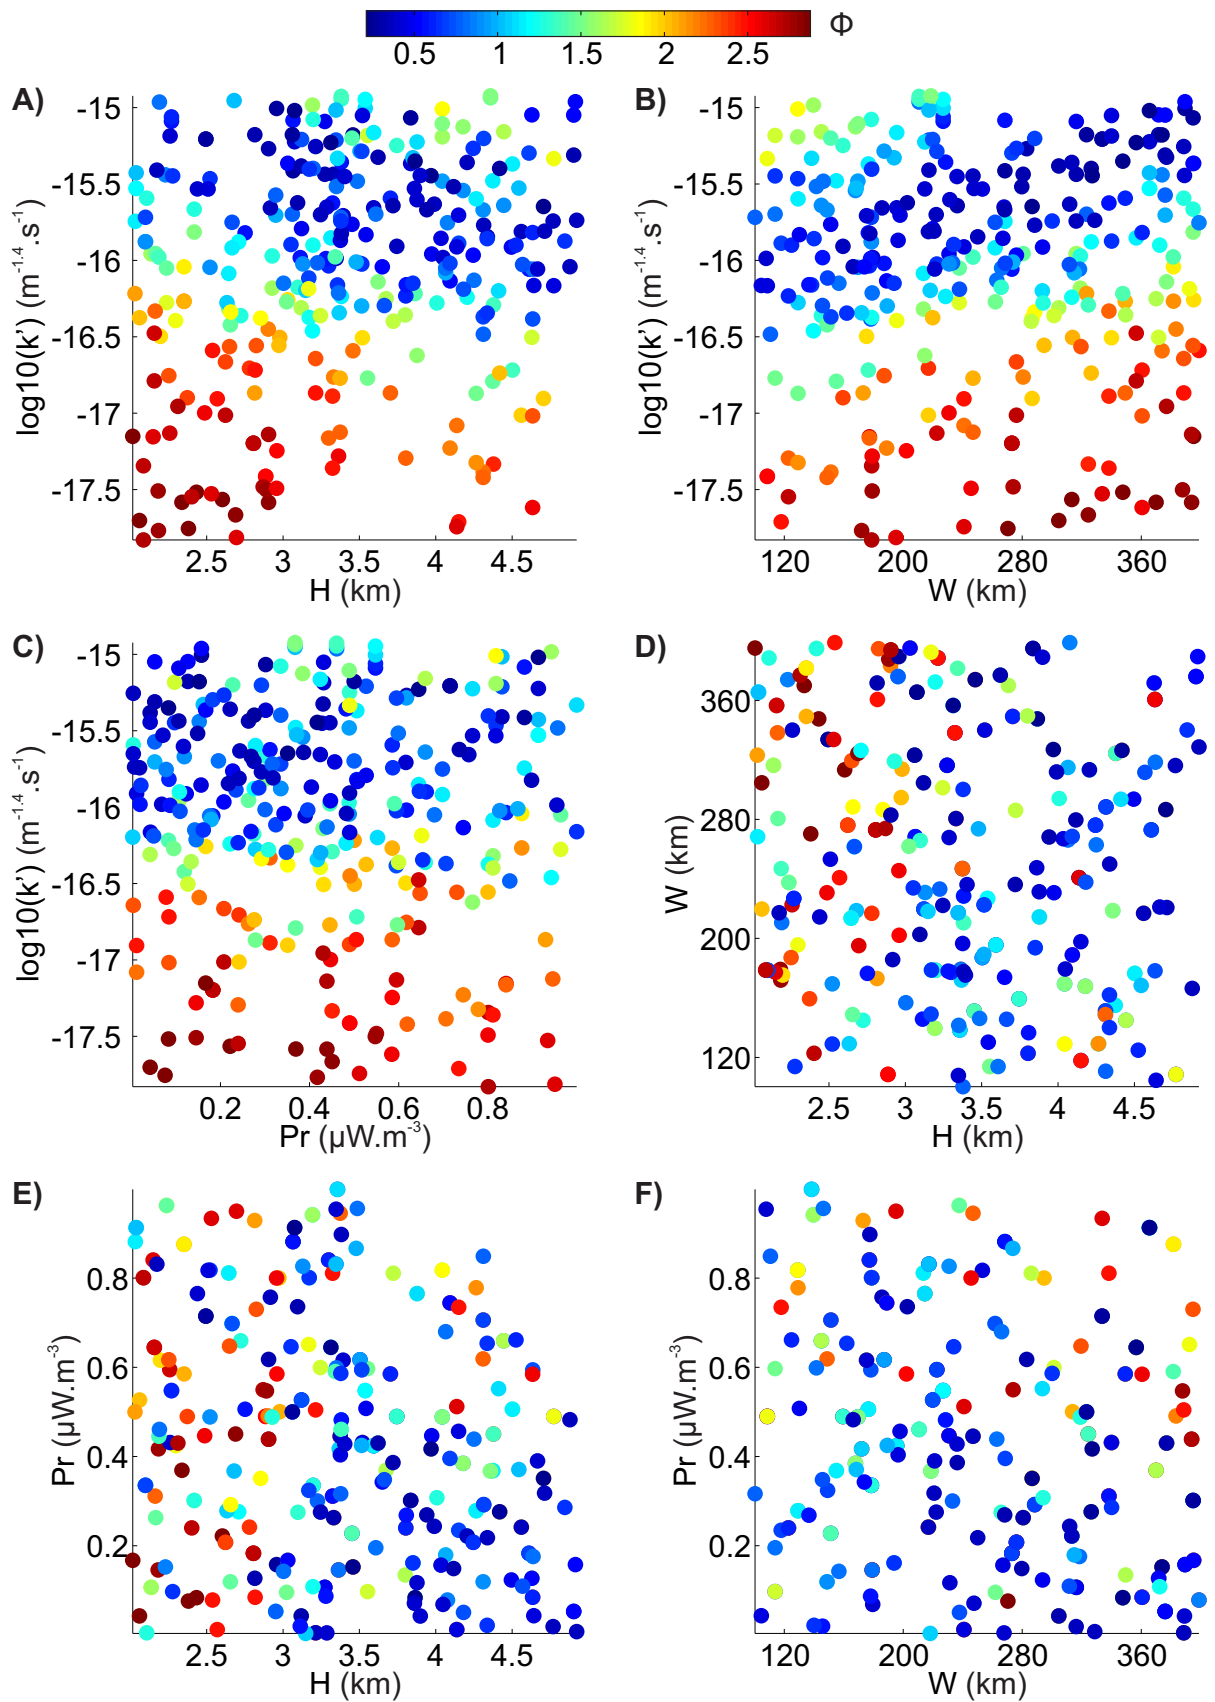 Φ
0.5 1 1.5 2 2.5
A)
-15
-15.5
-16
-16.5
-17
-17.5
log10(k’) (m-1.4.s-1)
2.5 3 3.5 4 4.5
H (km)
B)
-15
-15.5
-16
-16.5
-17
-17.5
log10(k’) (m-1.4.s-1)
120 200 280 360
W (km)
C)
-15
-15.5
-16
-16.5
-17
-17.5
log10(k’) (m-1.4.s-1)
0.2 0.4 0.6 0.8
Pr (µW.m-3)
D)
360
280
200
120
W (km)
2.5 3 3.5 4 4.5
H (km)
E)
0.8
0.6
0.4
0.2
Pr (µW.m-3)
2.5 3 3.5 4 4.5
H (km)
F)
0.8
0.6
0.4
0.2
Pr (µW.m-3)
120 200 280 360
W (km)